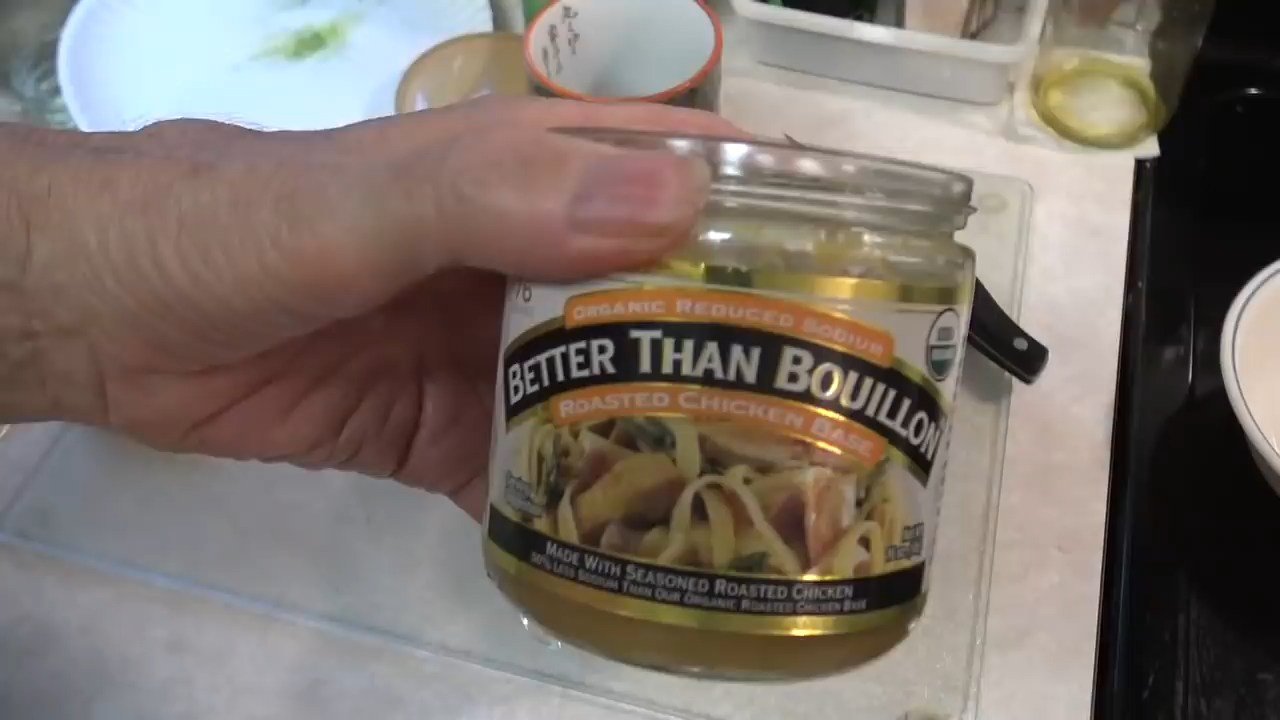 76
ORGANIC REDUCED SODIUM
BETTER THAN BOUILLON
ROASTED CHICKEN BASE
MADE WITH SEASONED ROASTED CHICKEN
50% LESS SODIUM THAN OUR ORGANIC ROASTED CHICKEN BASE